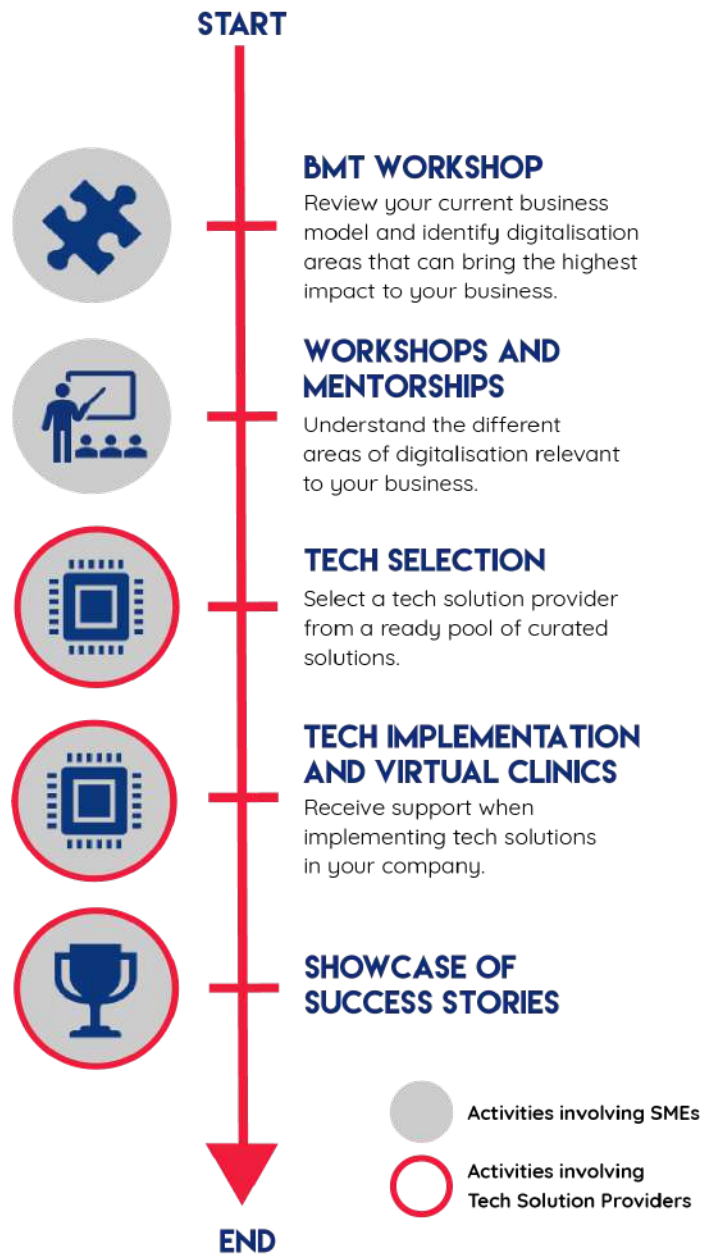 START
BMT WORKSHOP
Review your current business
model and identify digitalisation
areas that can bring the highest
impact to your business.
WORKSHOPS AND
MENTORSHIPS
Understand the different
areas of digitalisation relevant
to your business.
TECH SELECTION
Select a tech solution provider
from a ready pool of curated
solutions.
TECH IMPLEMENTATION
AND VIRTUAL CLINICS
Receive support when
implementing tech solutions
in your company.
SHOWCASE OF
SUCCESS STORIES
Activities involving SMEs
Activities involving
Tech Solution Providers
END